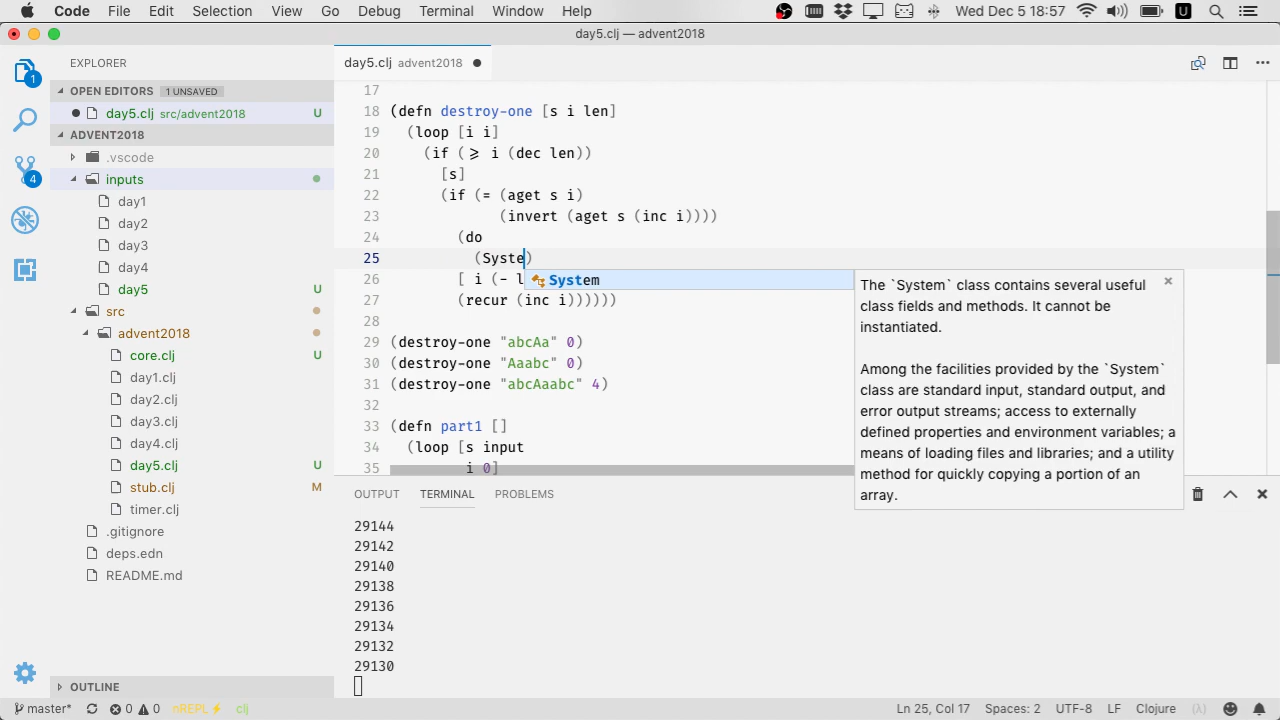 Code File Edit Selection View Go Debug Terminal Window Help Wed Dec 5 18:57 U
day5.clj — advent2018
EXPLORER
OPEN EDITORS 1 UNSAVED
day5.clj src/advent2018 U
ADVENT2018
.vscode
inputs
day1
day2
day3
day4
day5 U
src
advent2018
core.clj U
day1.clj
day2.clj
day3.clj
day4.clj
day5.clj U
stub.clj M
timer.clj
.gitignore
deps.edn
README.md
OUTLINE
1
4
day5.clj advent2018
17
18 (defn destroy-one [s i len]
19 (loop [i i]
20 (if (⩾ i (dec len))
21 [s]
22 (if (= (aget s i)
23 (invert (aget s (inc i))))
24 (do
25 (Syste)
26 [ i (- l
27 (recur (inc i))))))
28
29 (destroy-one "abcAa" 0)
30 (destroy-one "Aaabc" 0)
31 (destroy-one "abcAaabc" 4)
32
33 (defn part1 []
34 (loop [s input
35 i 0]
System
The `System` class contains several useful
class fields and methods. It cannot be
instantiated.
Among the facilities provided by the `System`
class are standard input, standard output, and
error output streams; access to externally
defined properties and environment variables; a
means of loading files and libraries; and a utility
method for quickly copying a portion of an
array.
OUTPUT TERMINAL PROBLEMS
29144
29142
29140
29138
29136
29134
29132
29130
master* 0 0 nREPL⚡ clj Ln 25, Col 17 Spaces: 2 UTF-8 LF Clojure (λ)